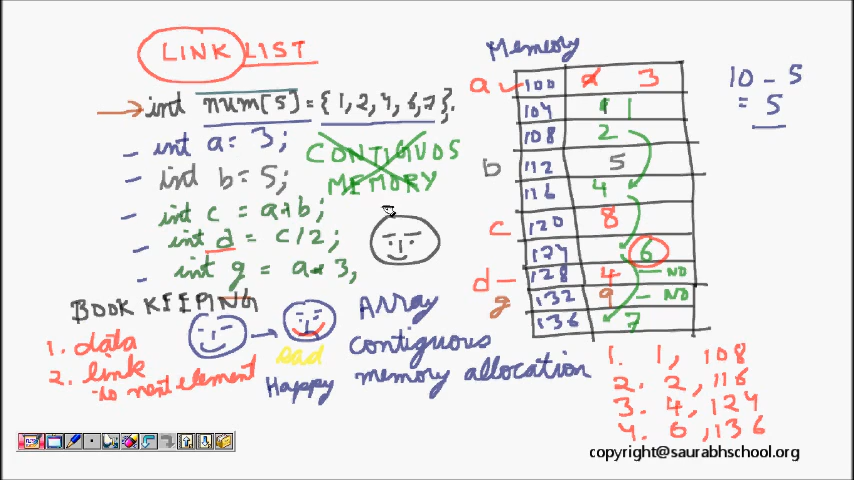 LINK LIST
int num[5] = { 1, 2, 4, 6, 7 };
int a = 3;
int b = 5;
int c = a+b;
int d = c/2;
int g = a * 3,
CONTIGUOS
MEMORY
BOOK KEEPING
1. data
2. link
to next element
sad
Happy
Array
contiguous
memory allocation
Memeory
a 100 3
104 1 1
108 2
b 112 5
116 4
c 120 8
124 6
d - 128 4 - NO
g 132 9 - NO
136 7
10 - 5
= 5
1. 1, 108
2. 2, 116
3. 4, 124
4. 6, 136
copyright@saurabhschool.org